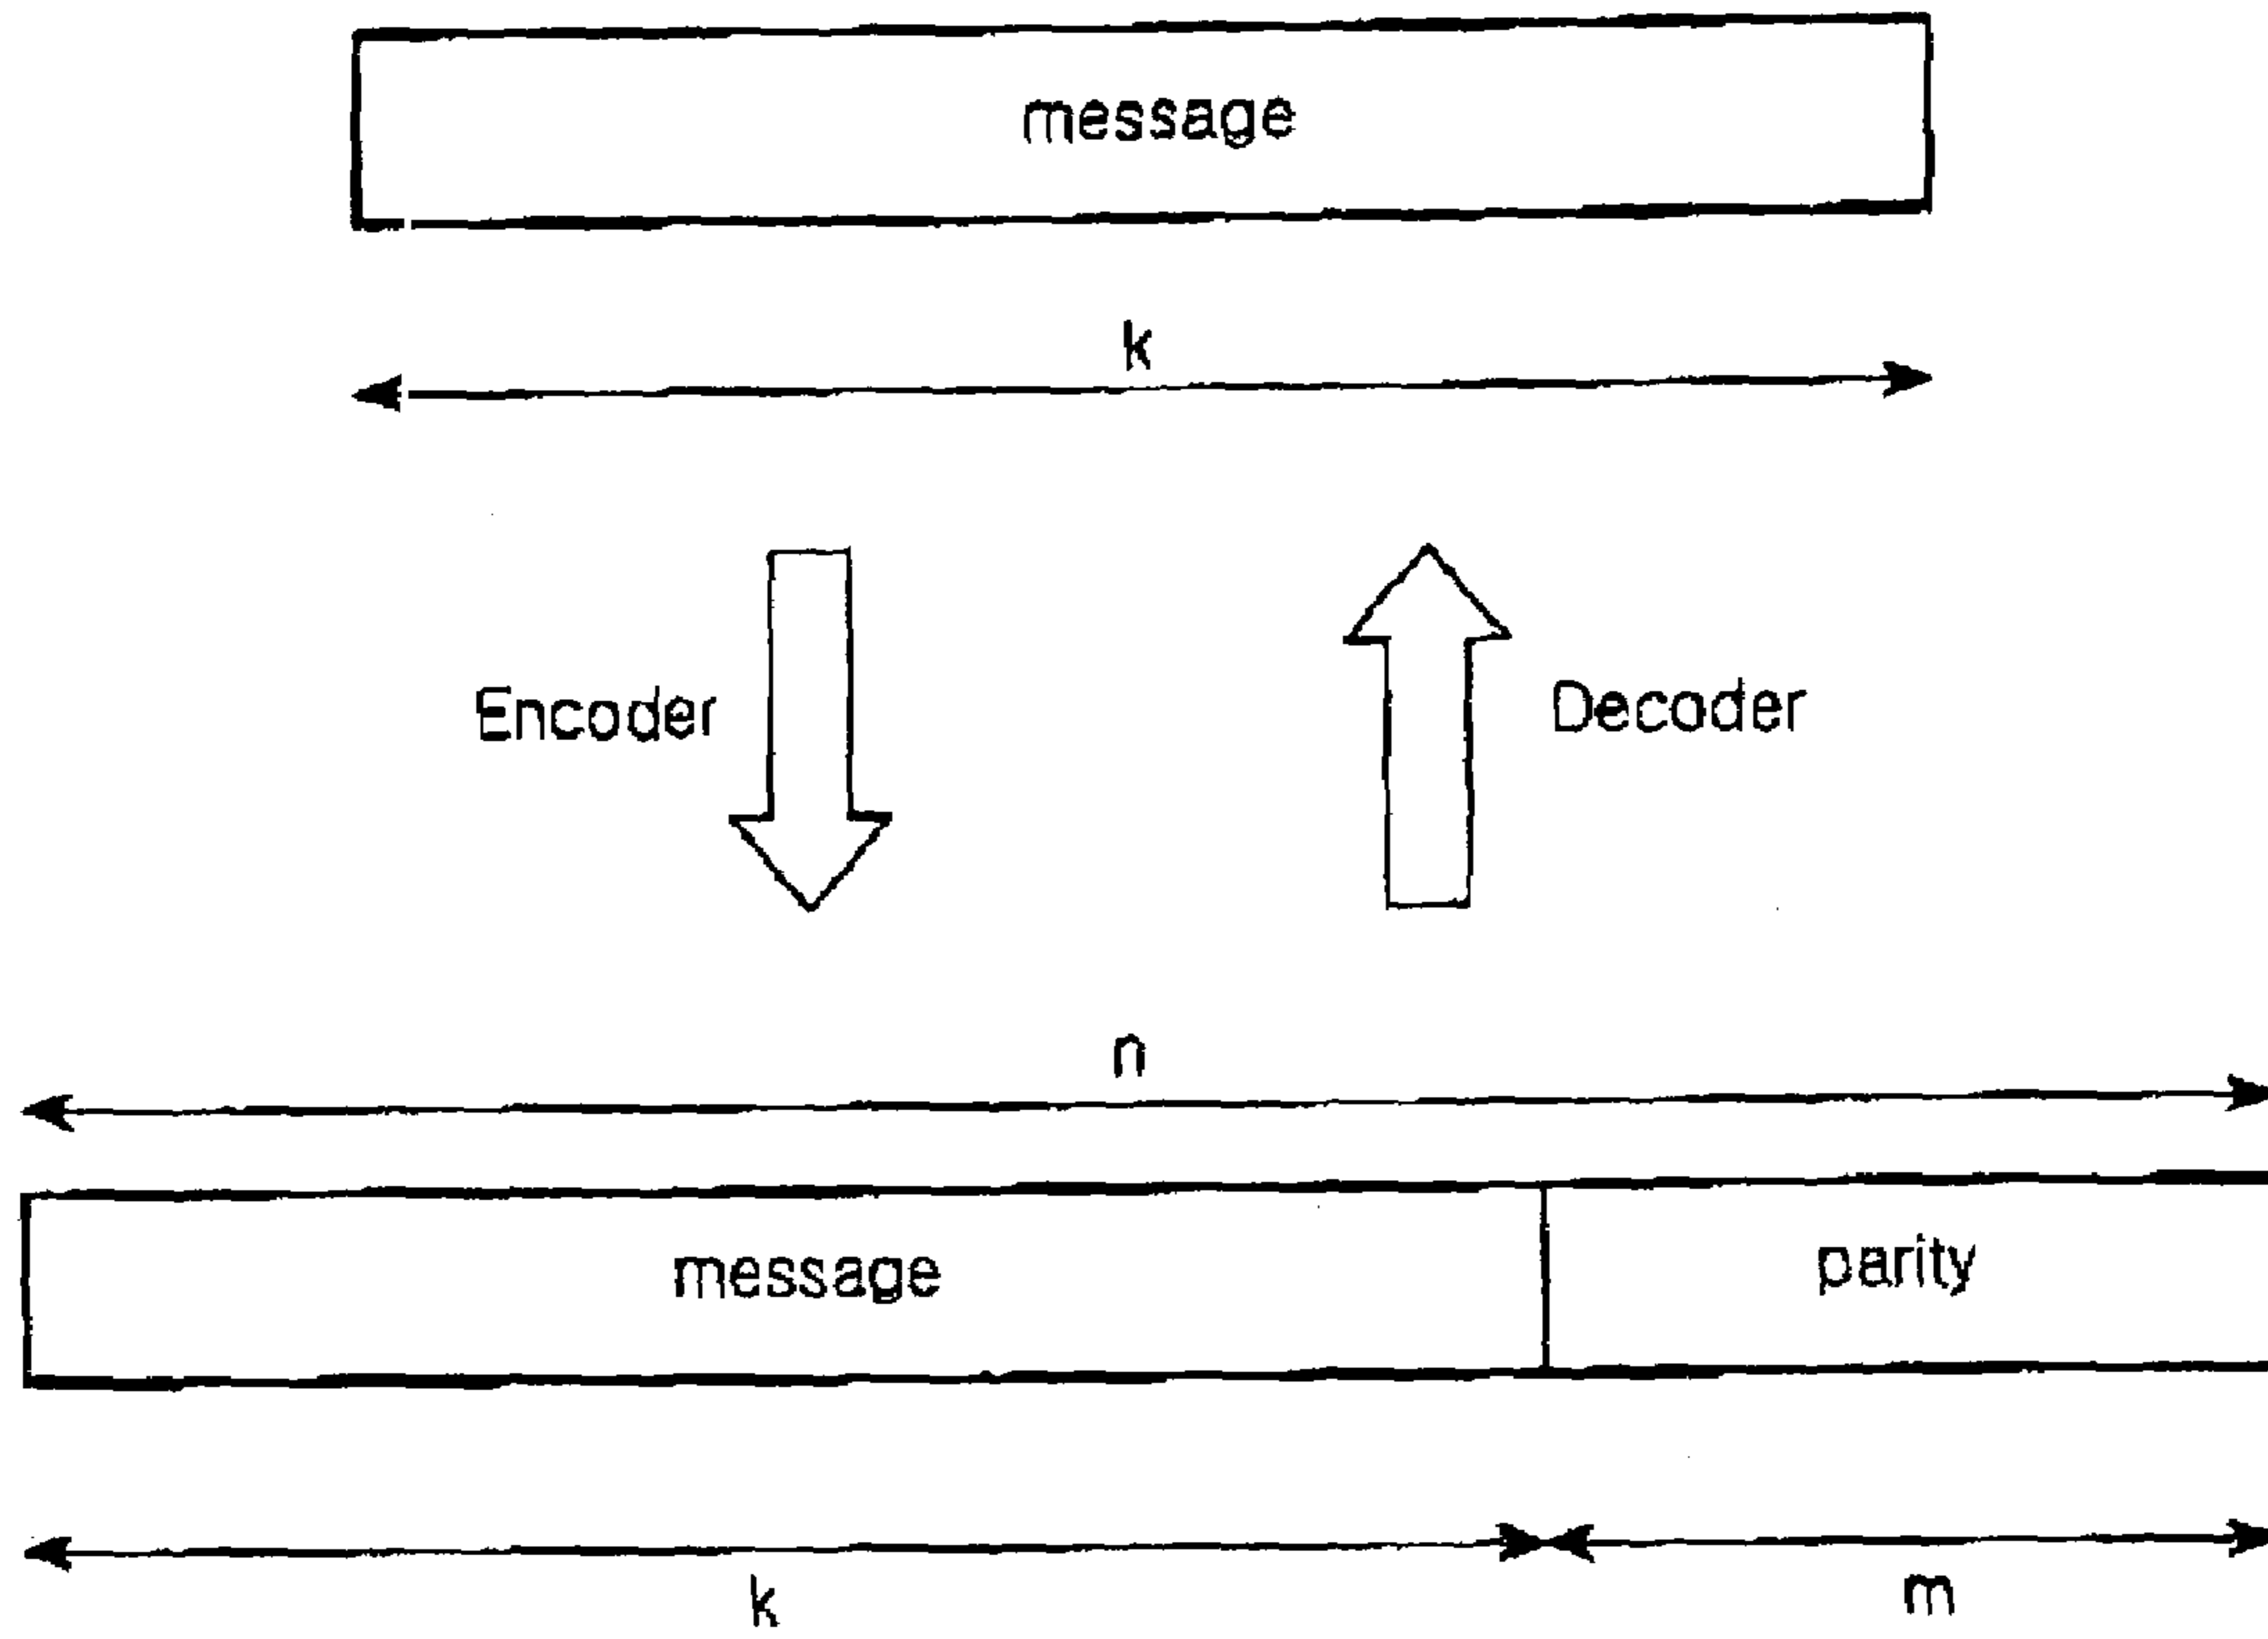 message
k
Encoder
Decoder
n
message
parity
k
m